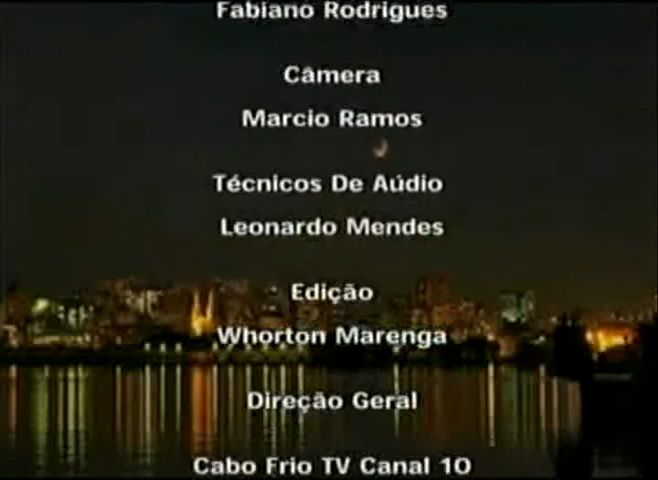 Fabiano Rodrigues
Câmera
Marcio Ramos
Técnicos De Aúdio
Leonardo Mendes
Edição
Whorton Marenga
Direção Geral
Cabo Frio TV Canal 10